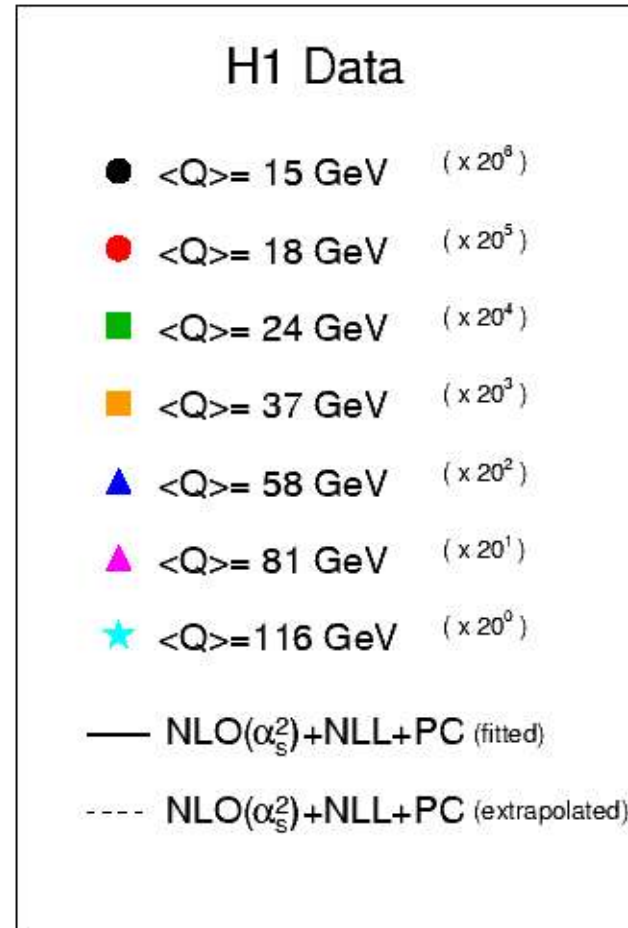 H1 Data
<Q>= 15 GeV ( x 20⁶ )
<Q>= 18 GeV ( x 20⁵ )
<Q>= 24 GeV ( x 20⁴ )
<Q>= 37 GeV ( x 20³ )
<Q>= 58 GeV ( x 20² )
<Q>= 81 GeV ( x 20¹ )
<Q>=116 GeV ( x 20⁰ )
NLO(αₛ²)+NLL+PC (fitted)
NLO(αₛ²)+NLL+PC (extrapolated)